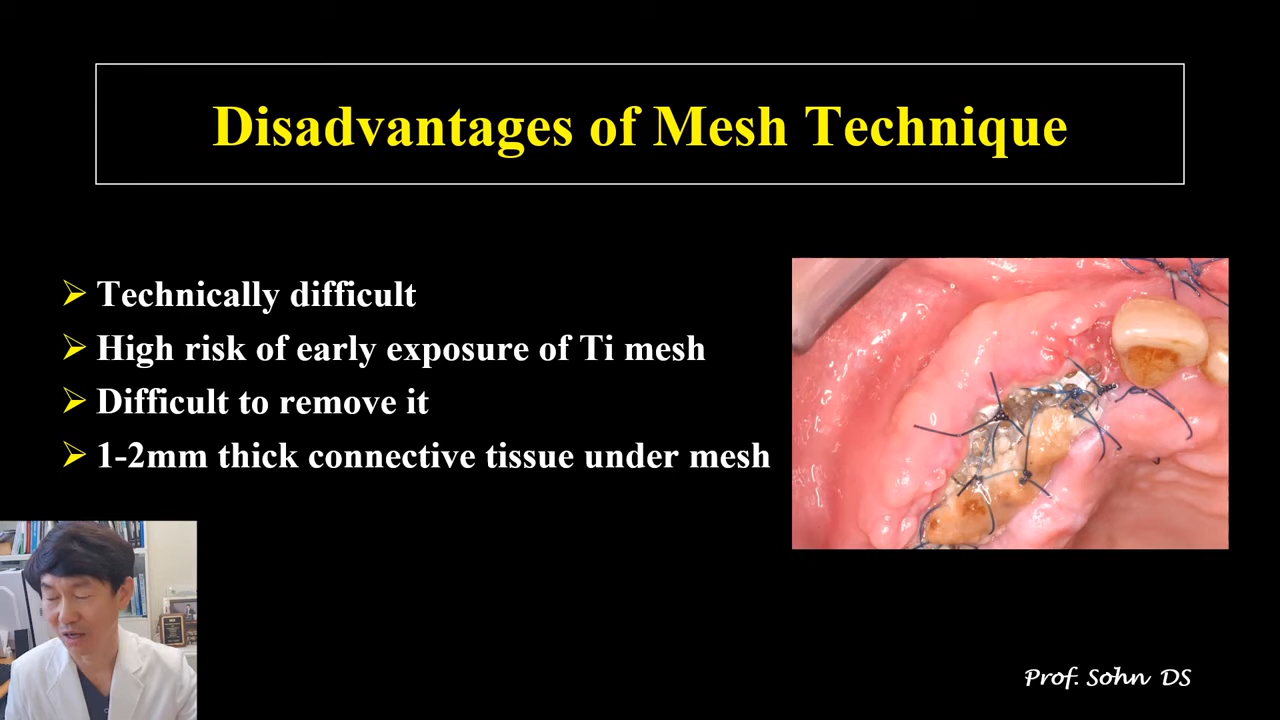 Disadvantages of Mesh Technique
Technically difficult
High risk of early exposure of Ti mesh
Difficult to remove it
1-2mm thick connective tissue under mesh
Prof. Sohn DS